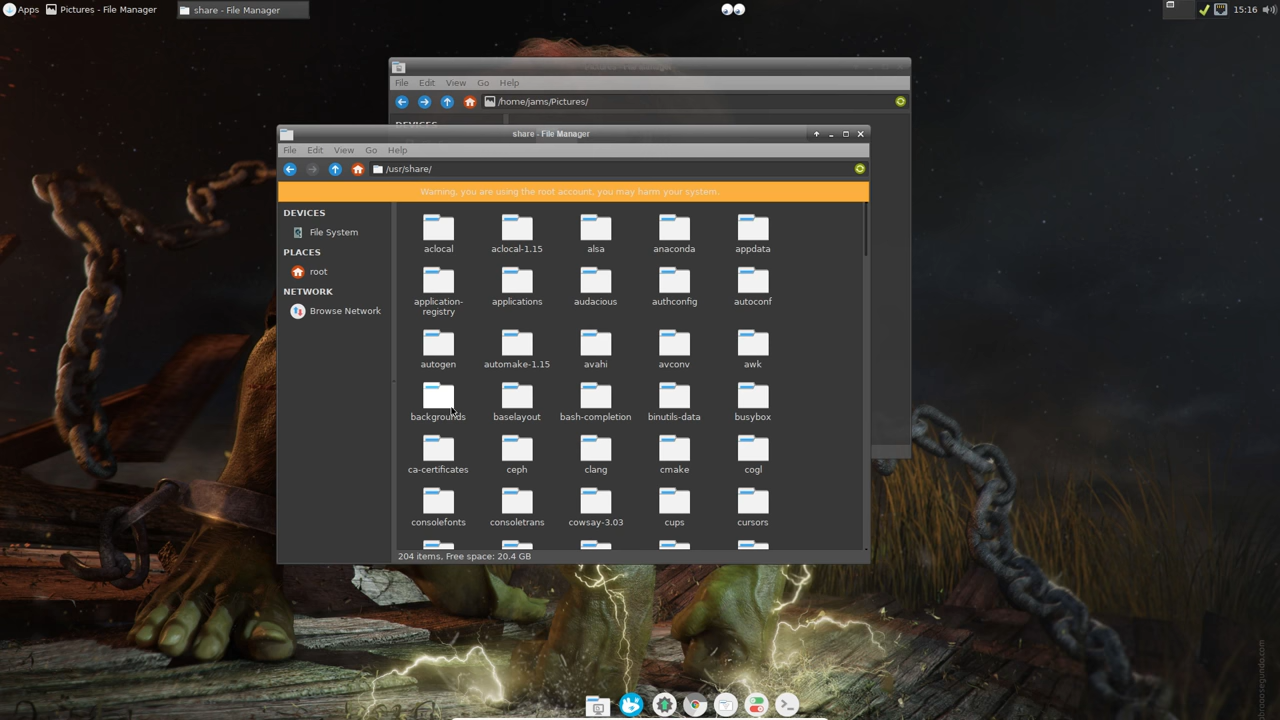 Apps
Pictures - File Manager
share - File Manager
15:16
File Edit View Go Help
/home/jams/Pictures/
DEVICES
share - File Manager
File Edit View Go Help
/usr/share/
Warning, you are using the root account, you may harm your system.
DEVICES
File System
PLACES
root
NETWORK
Browse Network
aclocal aclocal-1.15 alsa anaconda appdata
application-
registry applications audacious authconfig autoconf
autogen automake-1.15 avahi avconv awk
backgrounds baselayout bash-completion binutils-data busybox
ca-certificates ceph clang cmake cogl
consolefonts consoletrans cowsay-3.03 cups cursors
204 items, Free space: 20.4 GB